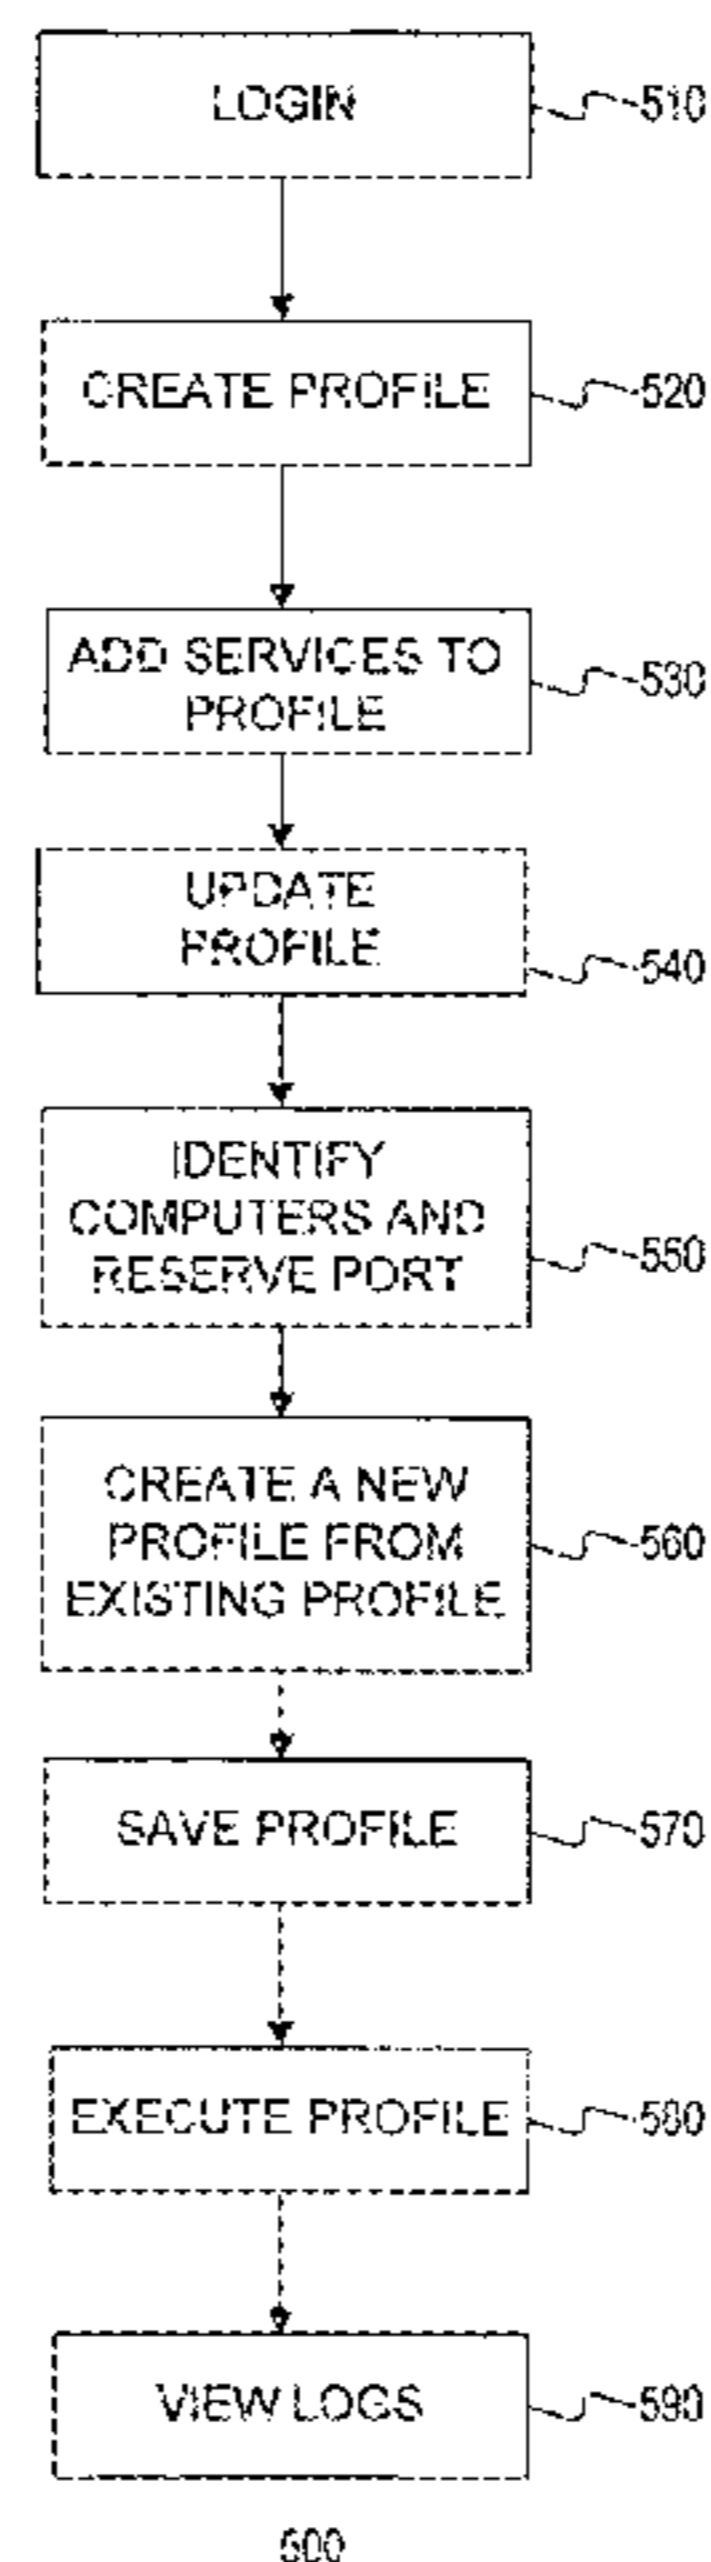 LOGIN
510
CREATE PROFILE
520
ADD SERVICES TO
PROFILE
530
UPDATE
PROFILE
540
IDENTIFY
COMPUTERS AND
RESERVE PORT
550
CREATE A NEW
PROFILE FROM
EXISTING PROFILE
560
SAVE PROFILE
570
EXECUTE PROFILE
580
VIEW LOGS
590
500